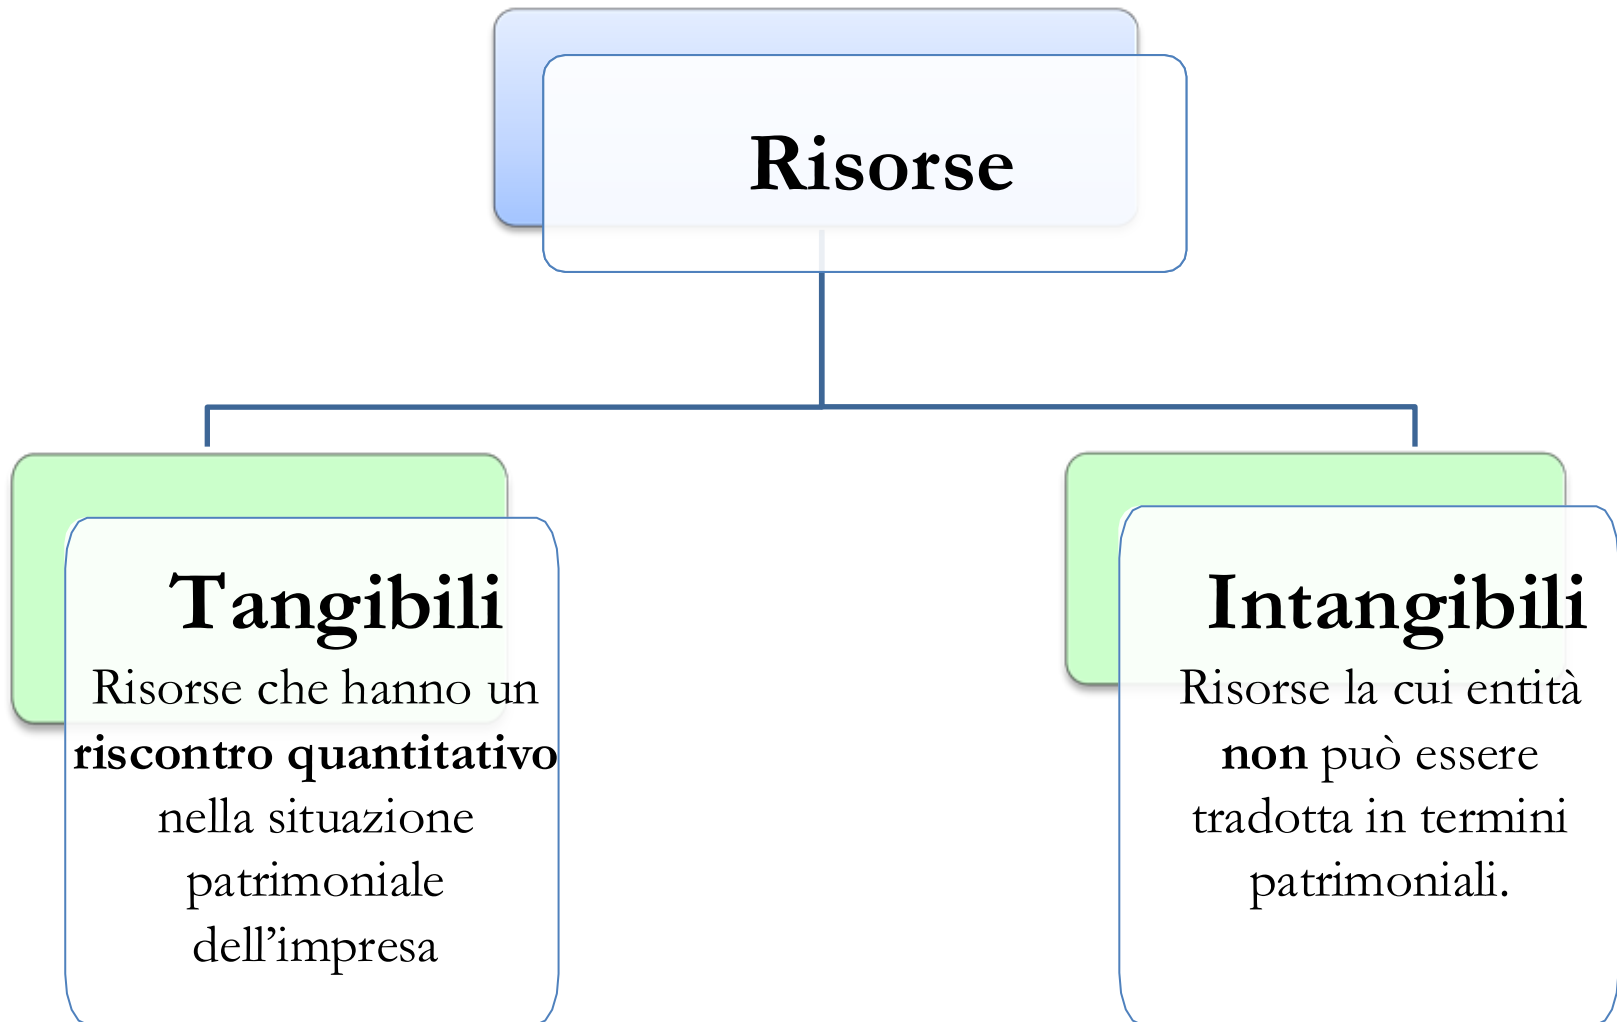 Risorse
Tangibili
Risorse che hanno un
riscontro quantitativo
nella situazione
patrimoniale
dell’impresa
Intangibili
Risorse la cui entità
non può essere
tradotta in termini
patrimoniali.